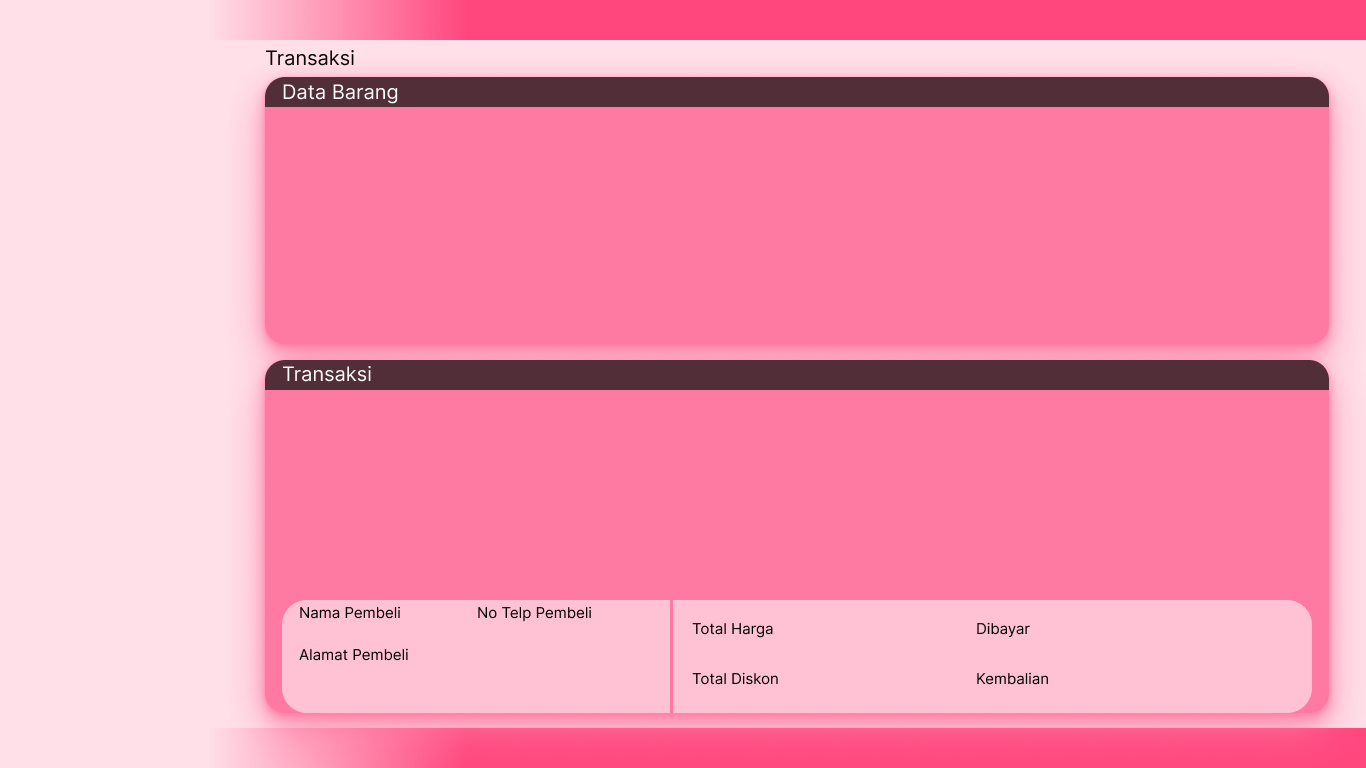 Transaksi
Data Barang
Transaksi
Nama Pembeli
No Telp Pembeli
Alamat Pembeli
Total Harga
Dibayar
Total Diskon
Kembalian